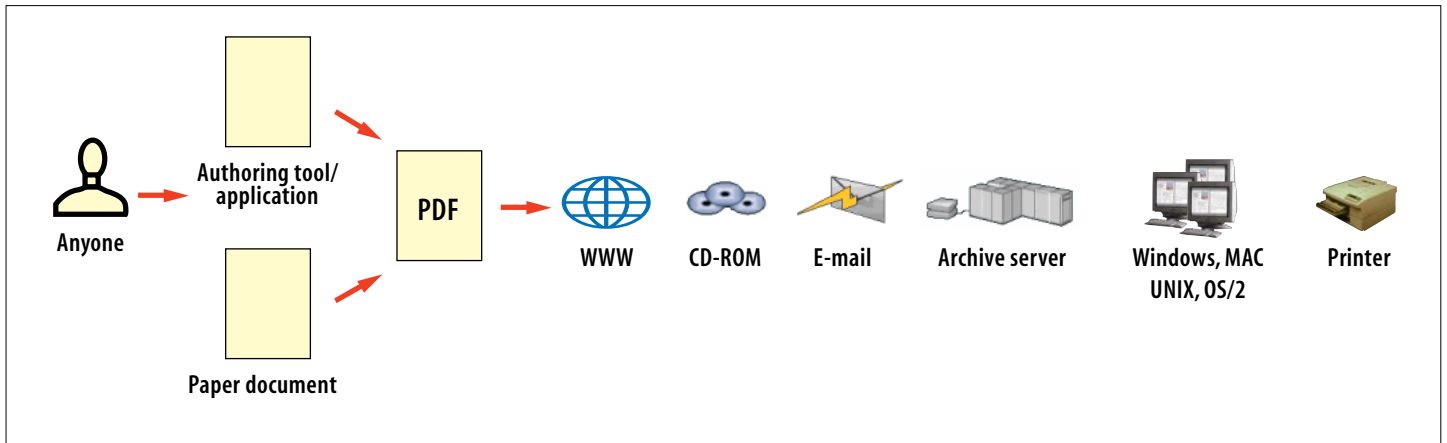 Anyone
Authoring tool/
application
Paper document
PDF
WWW
CD-ROM
E-mail
Archive server
Windows, MAC
UNIX, OS/2
Printer